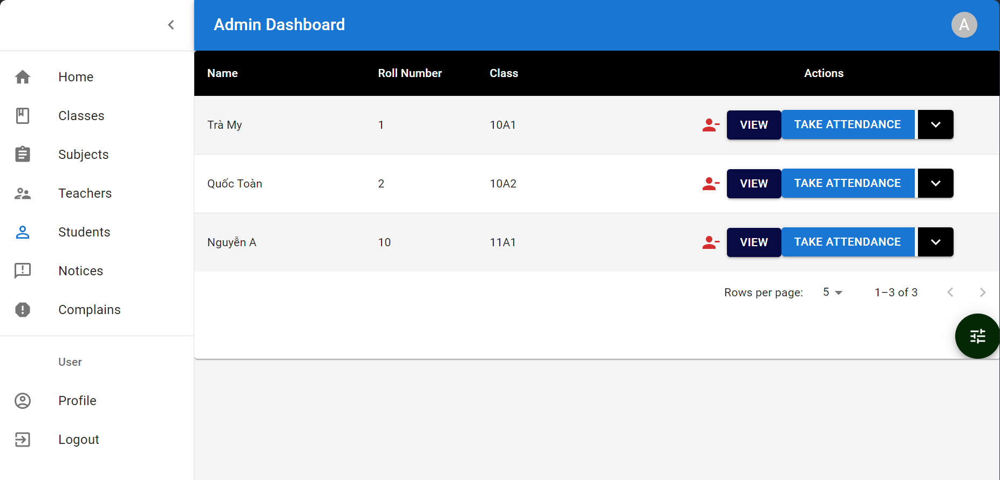 Admin Dashboard
A
Home
Classes
Subjects
Teachers
Students
Notices
Complains
User
Profile
Logout
Name Roll Number Class Actions
Trà My 1 10A1 VIEW TAKE ATTENDANCE
Quốc Toàn 2 10A2 VIEW TAKE ATTENDANCE
Nguyễn A 10 11A1 VIEW TAKE ATTENDANCE
Rows per page: 5 1–3 of 3